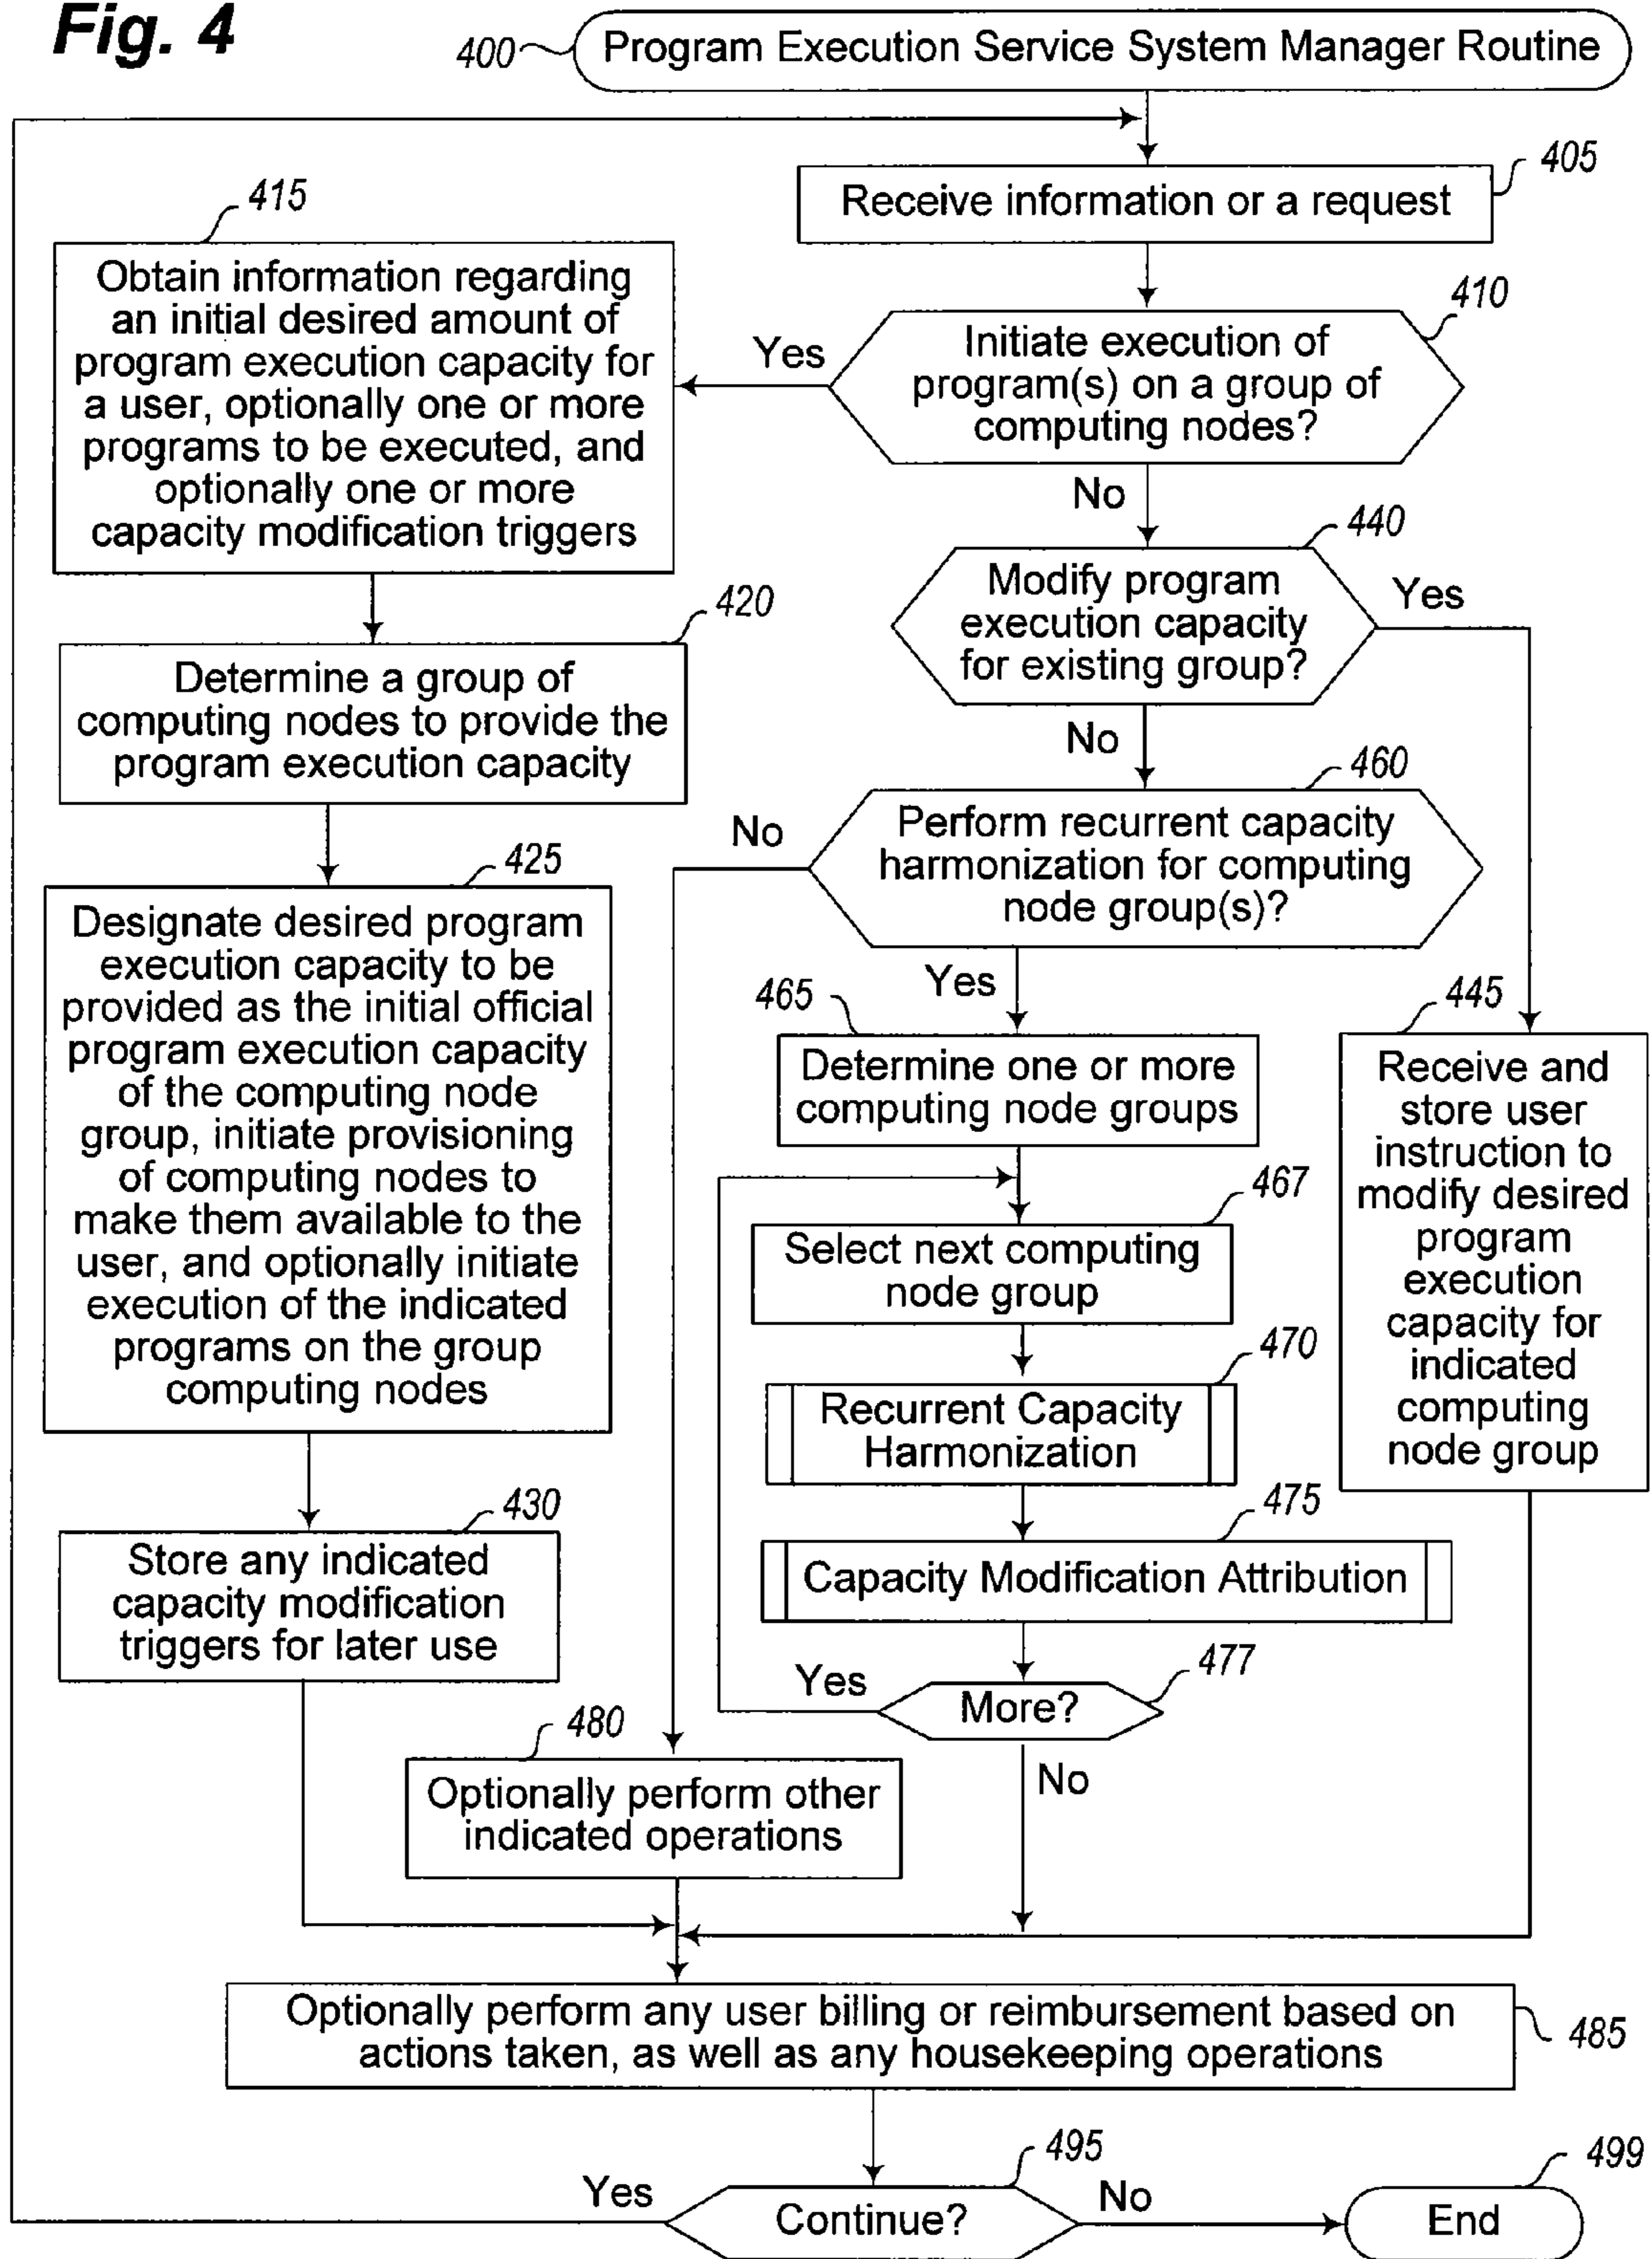 Fig. 4
400
Program Execution Service System Manager Routine
405
Receive information or a request
410
Initiate execution of
program(s) on a group of
computing nodes?
Yes
No
415
Obtain information regarding
an initial desired amount of
program execution capacity for
a user, optionally one or more
programs to be executed, and
optionally one or more
capacity modification triggers
420
Determine a group of
computing nodes to provide the
program execution capacity
425
Designate desired program
execution capacity to be
provided as the initial official
program execution capacity
of the computing node
group, initiate provisioning
of computing nodes to
make them available to the
user, and optionally initiate
execution of the indicated
programs on the group
computing nodes
430
Store any indicated
capacity modification
triggers for later use
440
Modify program
execution capacity
for existing group?
Yes
No
445
Receive and
store user
instruction to
modify desired
program
execution
capacity for
indicated
computing
node group
460
Perform recurrent capacity
harmonization for computing
node group(s)?
No
Yes
465
Determine one or more
computing node groups
467
Select next computing
node group
470
Recurrent Capacity
Harmonization
475
Capacity Modification Attribution
477
More?
Yes
No
480
Optionally perform other
indicated operations
485
Optionally perform any user billing or reimbursement based on
actions taken, as well as any housekeeping operations
495
Continue?
Yes
No
499
End